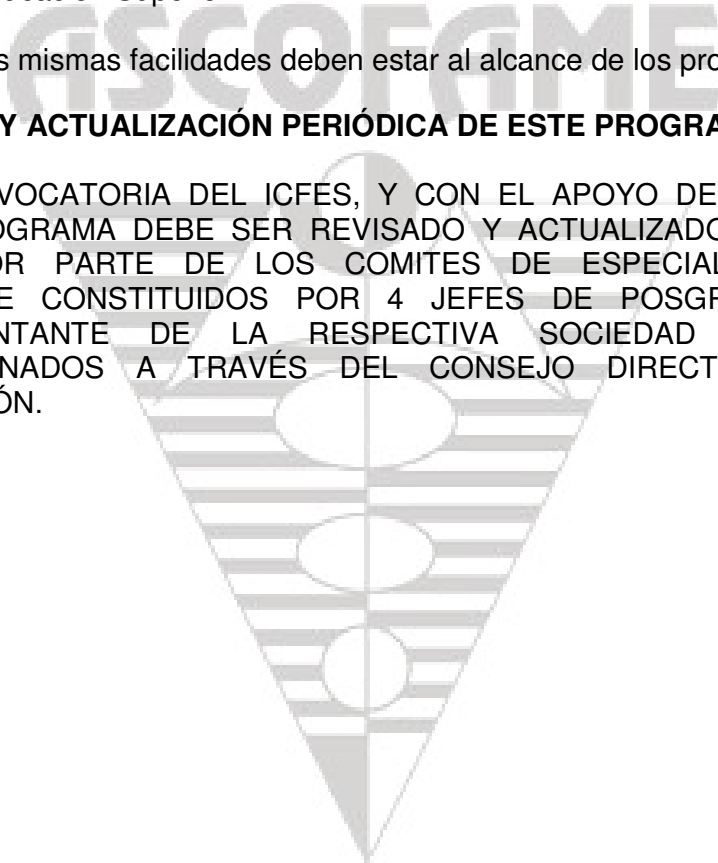 ASCOFAME
s mismas facilidades deben estar al alcance de los pro
Y ACTUALIZACIÓN PERIÓDICA DE ESTE PROGRA
VOCATORIA DEL ICFES, Y CON EL APOYO DE
OGRAMA DEBE SER REVISADO Y ACTUALIZADO
OR PARTE DE LOS COMITES DE ESPECIAL
E CONSTITUIDOS POR 4 JEFES DE POSGR
NTANTE DE LA RESPECTIVA SOCIEDAD
NADOS A TRAVÉS DEL CONSEJO DIRECT
ÓN.